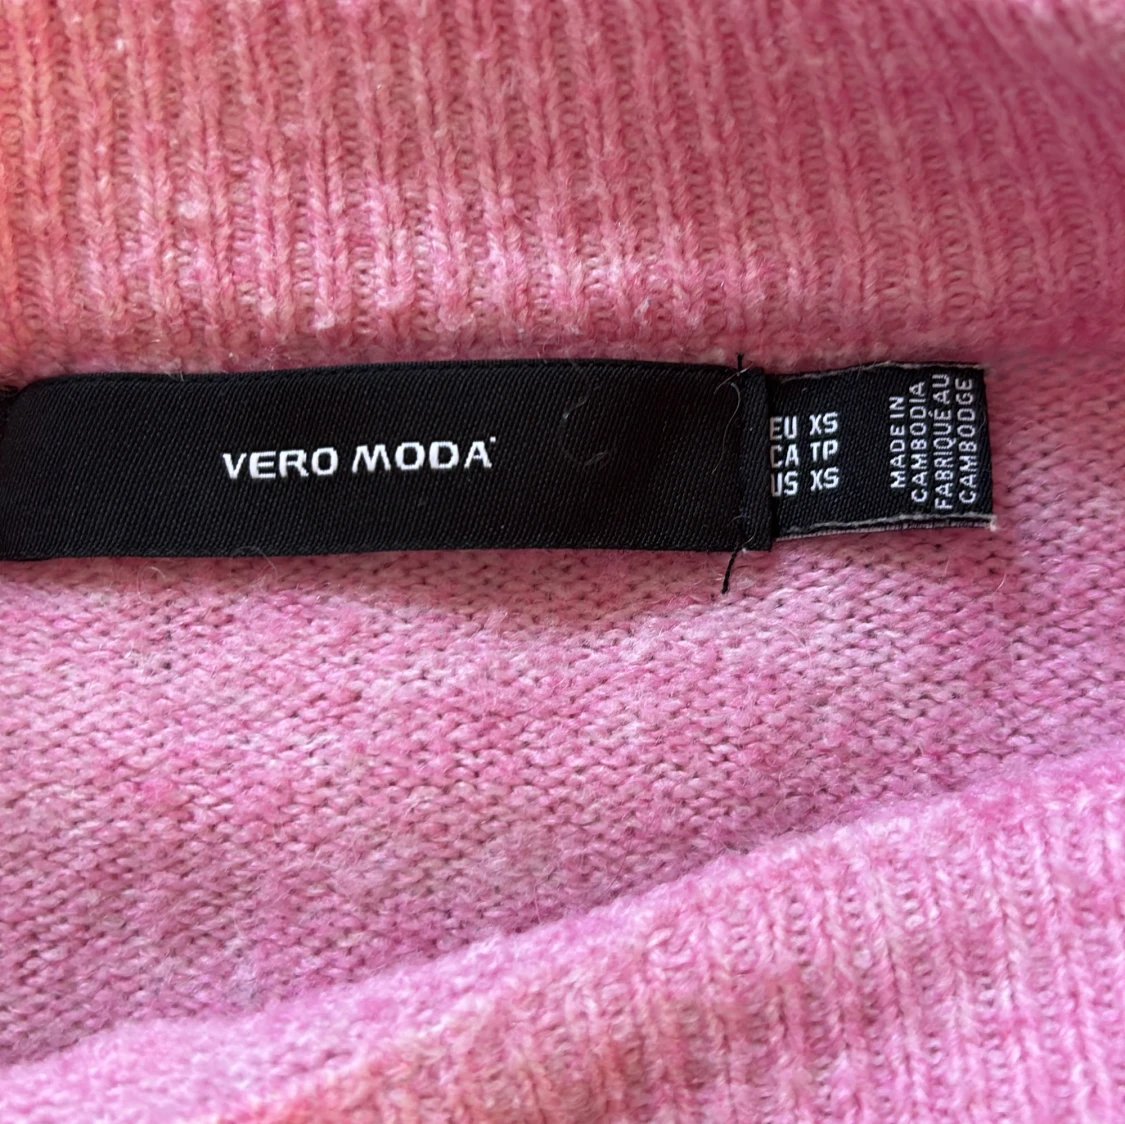 VERO MODA
EU XS
CA TP
US XS
MADE IN
CAMBODIA
FABRIQUÉ AU
CAMBODGE